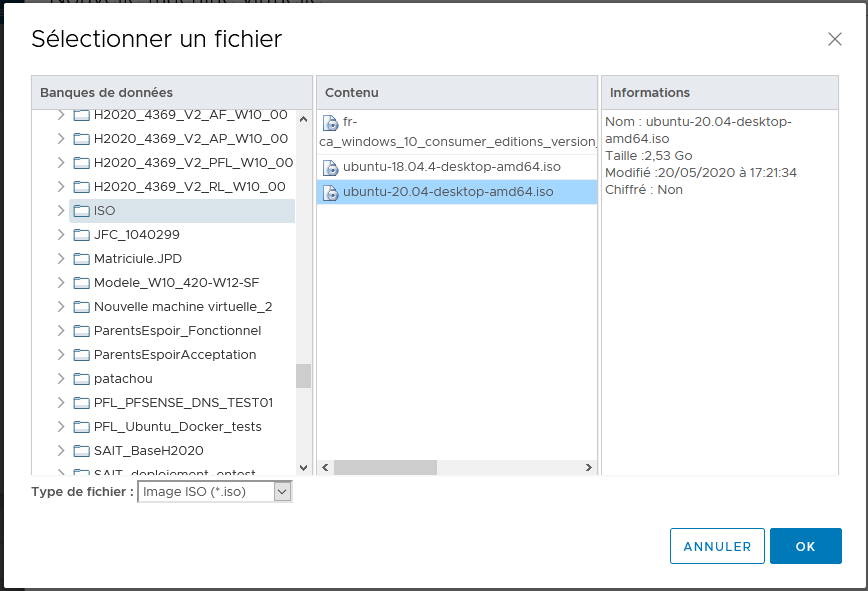 Sélectionner un fichier
Banques de données
H2020_4369_V2_AF_W10_00
H2020_4369_V2_AP_W10_00
H2020_4369_V2_PFL_W10_00
H2020_4369_V2_RL_W10_00
ISO
JFC_1040299
Matriciule.JPD
Modele_W10_420-W12-SF
Nouvelle machine virtuelle_2
ParentsEspoir_Fonctionnel
ParentsEspoirAcceptation
patachou
PFL_PFSENSE_DNS_TEST01
PFL_Ubuntu_Docker_tests
SAIT_BaseH2020
Contenu
fr-
ca_windows_10_consumer_editions_version_
ubuntu-18.04.4-desktop-amd64.iso
ubuntu-20.04-desktop-amd64.iso
Informations
Nom : ubuntu-20.04-desktop-
amd64.iso
Taille :2,53 Go
Modifié :20/05/2020 à 17:21:34
Chiffré : Non
Type de fichier : Image ISO (*.iso)
ANNULER
OK